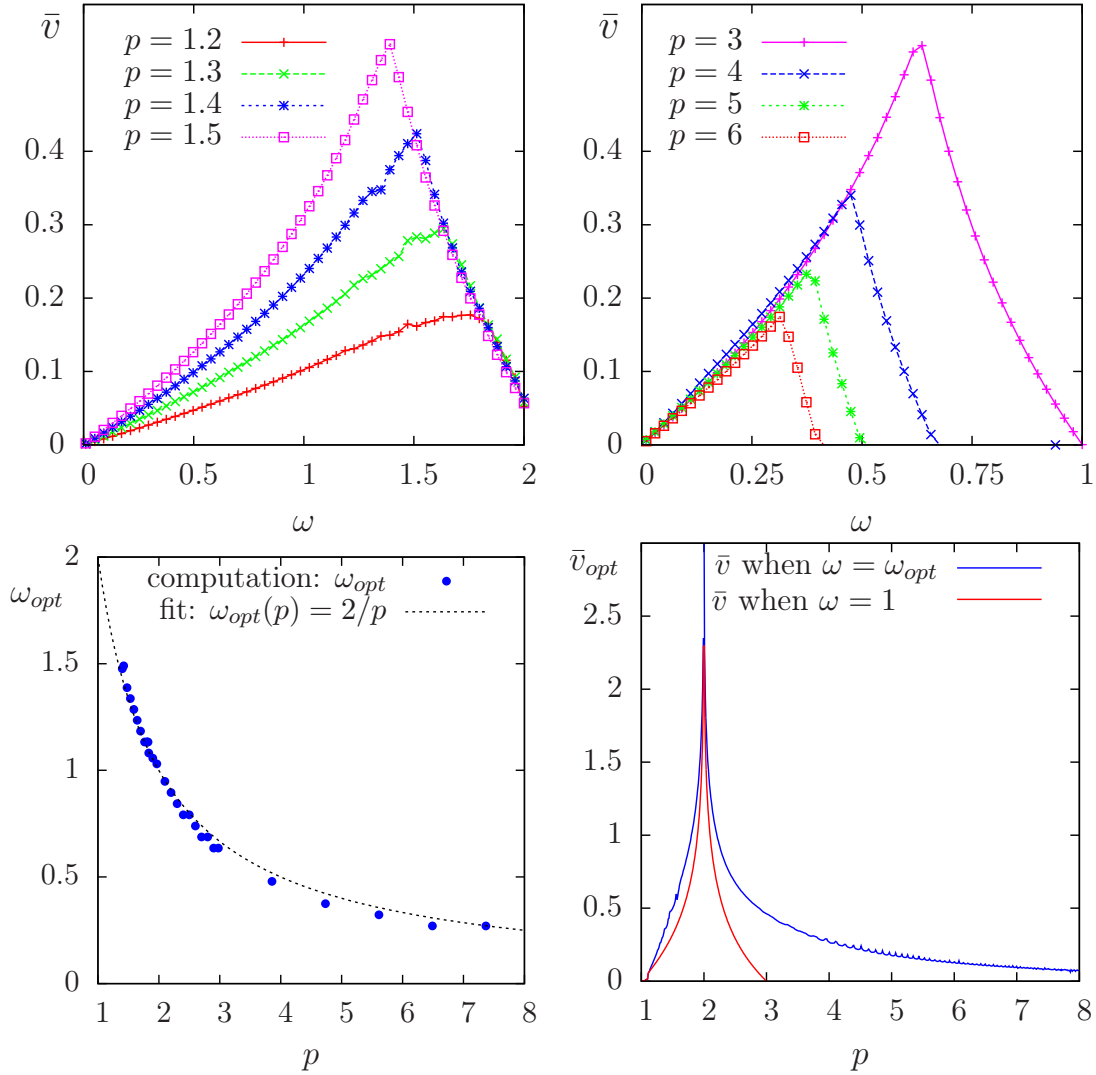 v̄
p = 1.2
p = 1.3
p = 1.4
p = 1.5
0.4
0.3
0.2
0.1
0
0 0.5 1 1.5 2
ω
v̄
p = 3
p = 4
p = 5
p = 6
0.4
0.3
0.2
0.1
0
0 0.25 0.5 0.75 1
ω
2
ω_opt
computation: ω_opt
fit: ω_opt(p) = 2/p
1.5
1
0.5
0
1 2 3 4 5 6 7 8
p
v̄_opt
v̄ when ω = ω_opt
v̄ when ω = 1
2.5
2
1.5
1
0.5
0
1 2 3 4 5 6 7 8
p